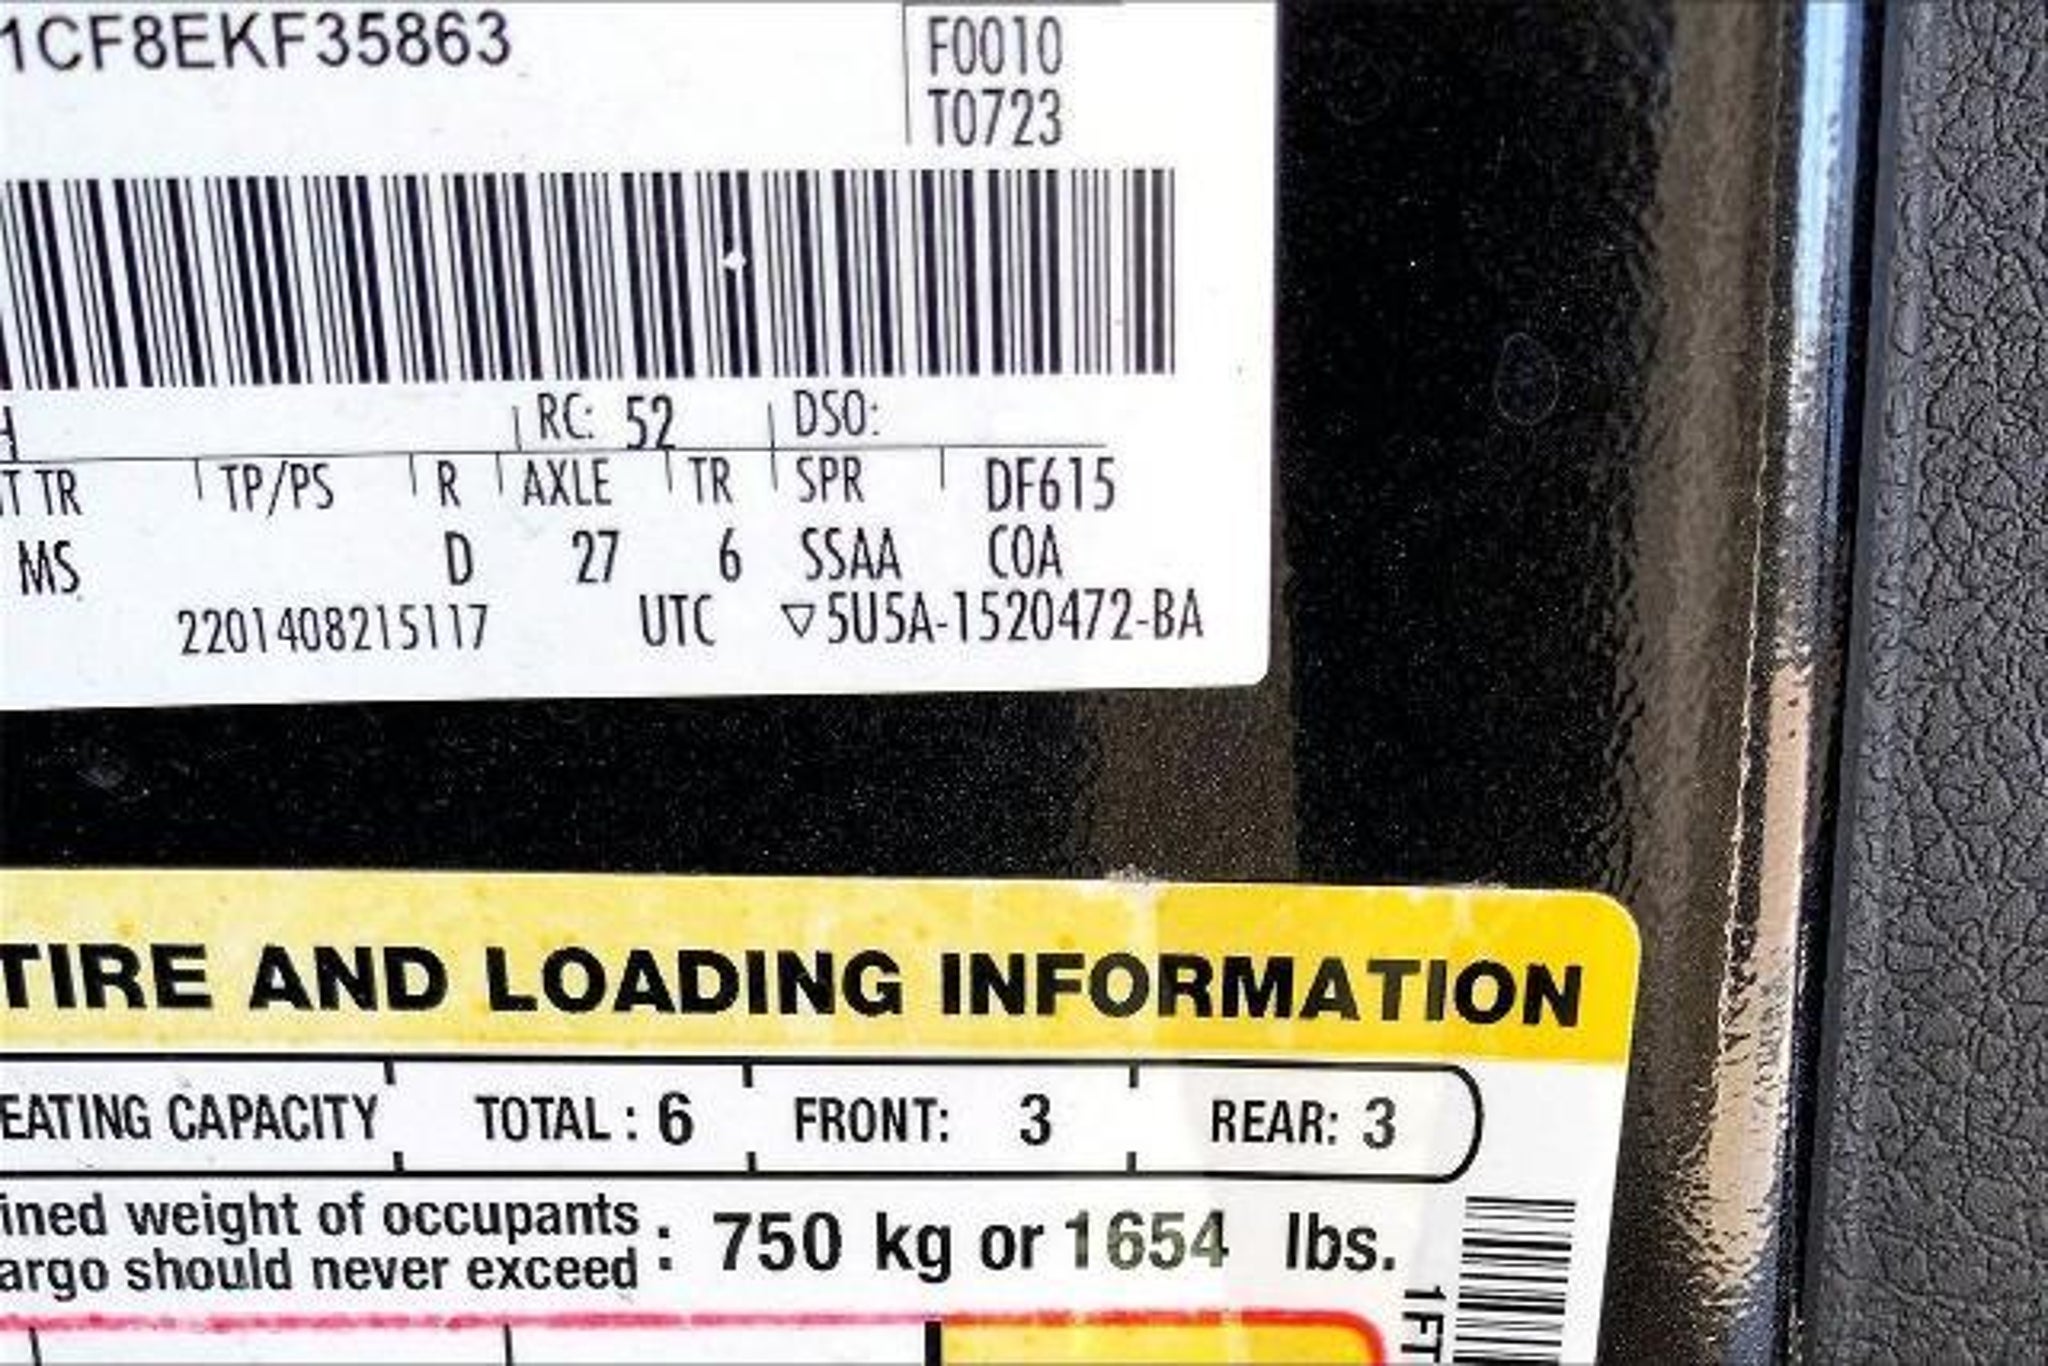 1CF8EKF35863
F0010
T0723
RC: 52 DSO:
T TR TP/PS R AXLE TR SPR DF615
MS D 27 6 SSAA COA
2201408215117 UTC ▽5U5A-1520472-BA
TIRE AND LOADING INFORMATION
EATING CAPACITY TOTAL : 6 FRONT: 3 REAR: 3
ined weight of occupants
argo should never exceed : 750 kg or 1654 lbs.
1FT